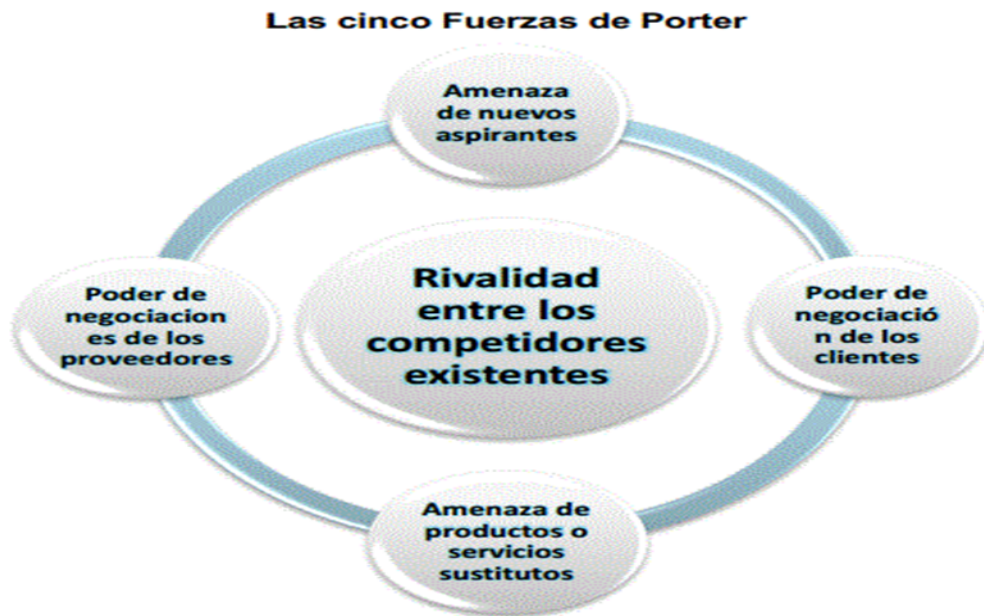 Las cinco Fuerzas de Porter
Amenaza
de nuevos
aspirantes
Rivalidad
entre los
competidores
existentes
Poder de
negociacion
es de los
proveedores
Poder de
negociació
n de los
clientes
Amenaza de
productos o
servicios
sustitutos